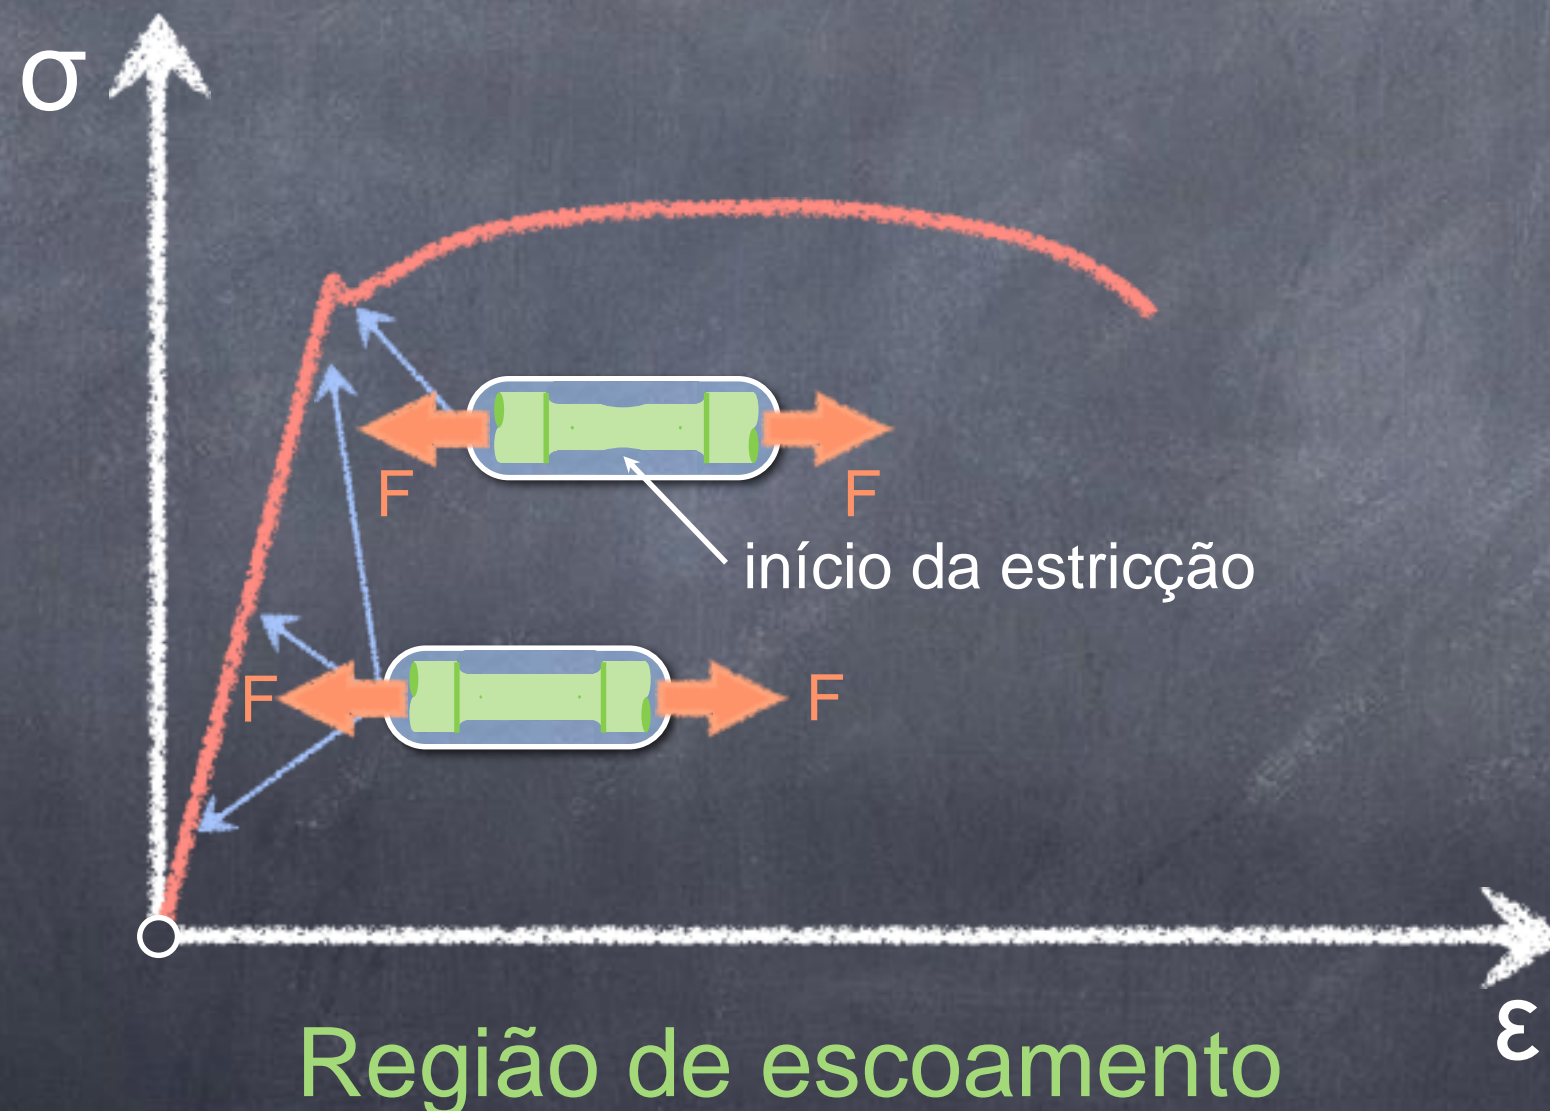 σ
F F
início da estricção
F F
ε
Região de escoamento